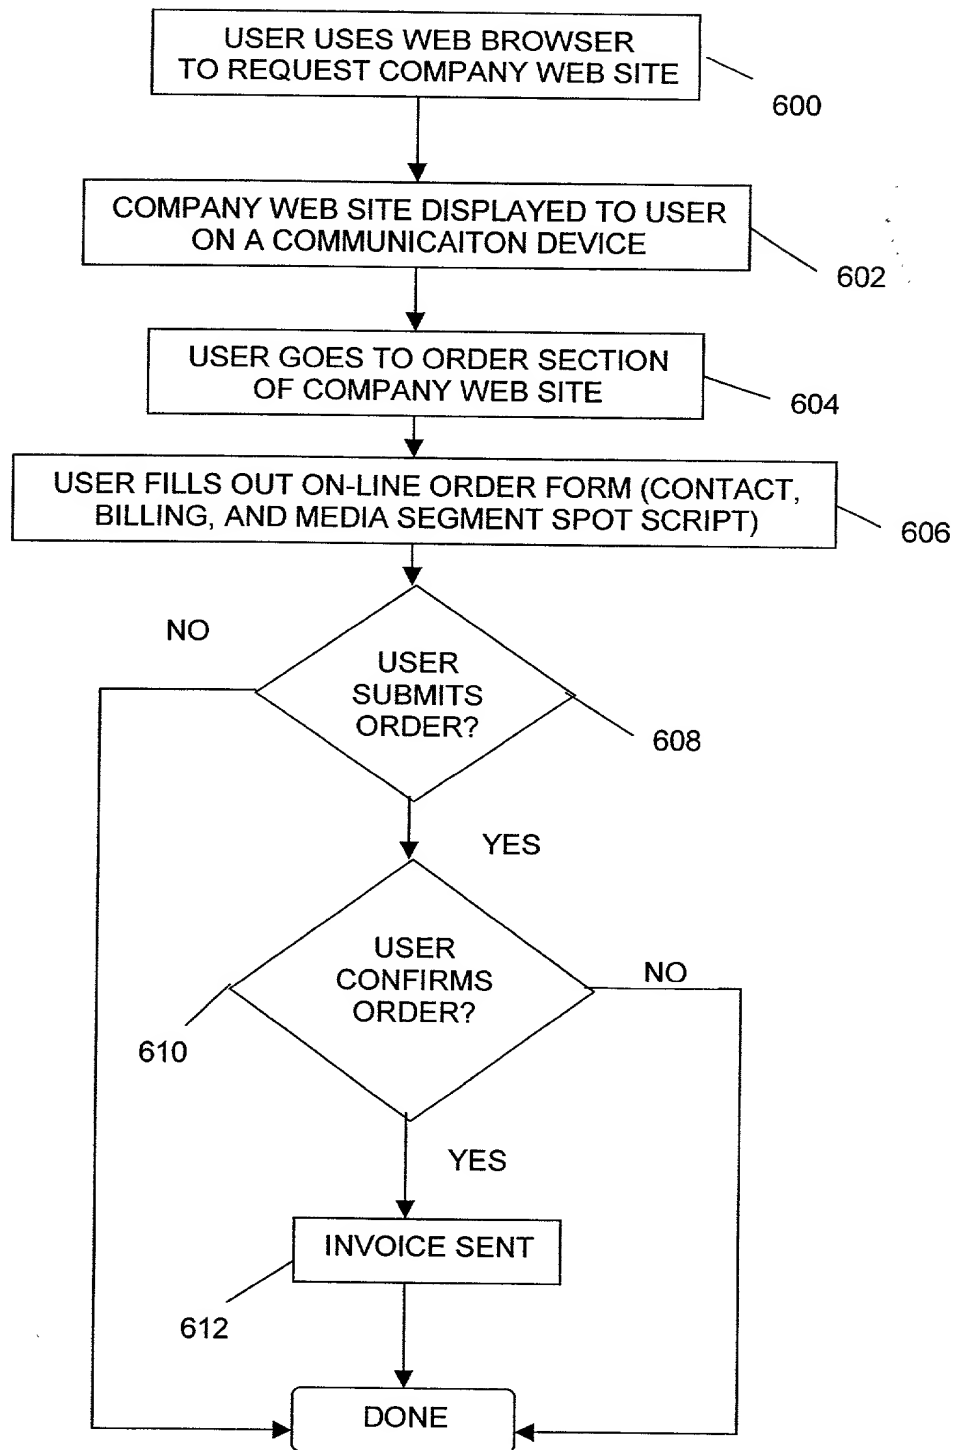 USER USES WEB BROWSER
TO REQUEST COMPANY WEB SITE
600
COMPANY WEB SITE DISPLAYED TO USER
ON A COMMUNICAITON DEVICE
602
USER GOES TO ORDER SECTION
OF COMPANY WEB SITE
604
USER FILLS OUT ON-LINE ORDER FORM (CONTACT,
BILLING, AND MEDIA SEGMENT SPOT SCRIPT)
606
NO
USER
SUBMITS
ORDER?
608
YES
USER
CONFIRMS
ORDER?
NO
610
YES
INVOICE SENT
612
DONE